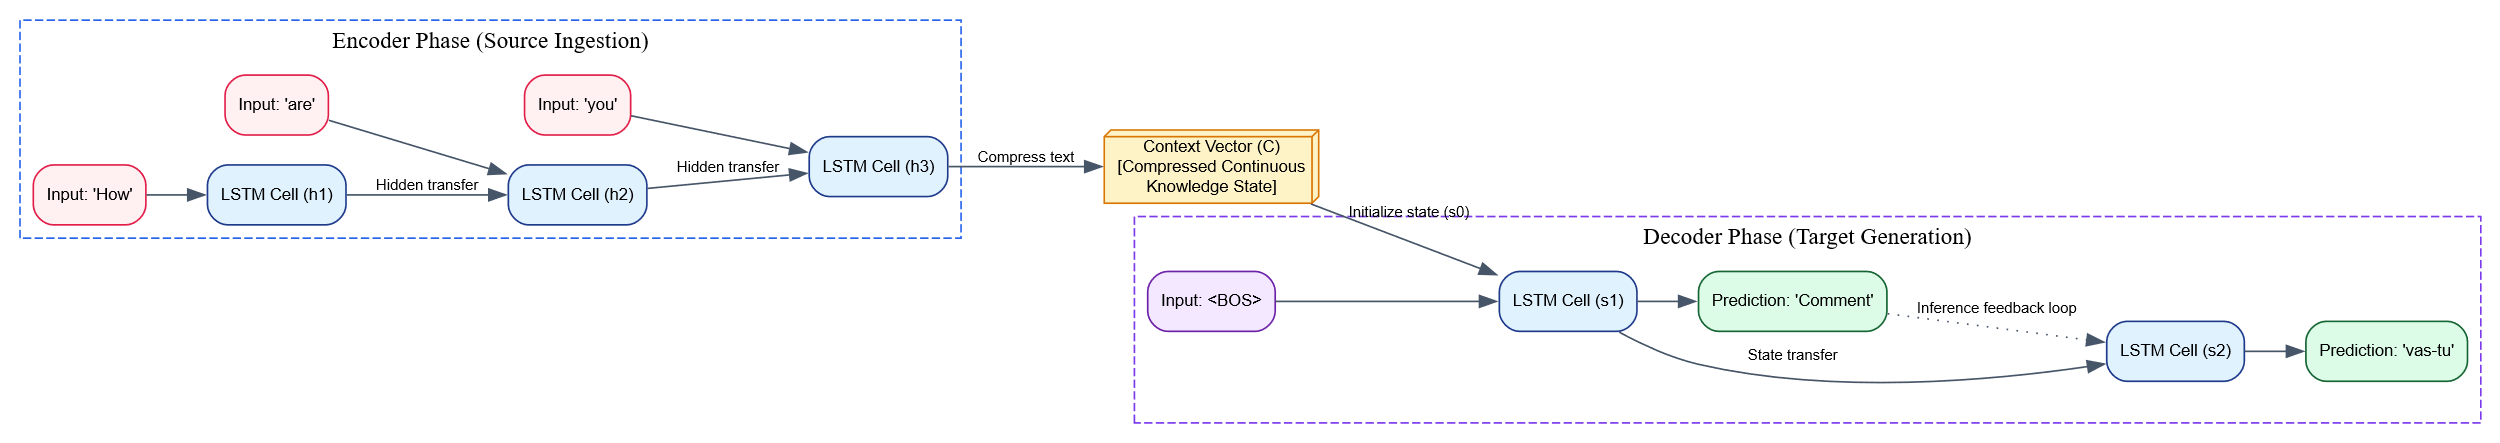 Encoder Phase (Source Ingestion)
Input: 'are'
Input: 'you'
Input: 'How'
LSTM Cell (h1)
Hidden transfer
LSTM Cell (h2)
Hidden transfer
LSTM Cell (h3)
Compress text
Context Vector (C)
[Compressed Continuous
Knowledge State]
Initialize state (s0)
Decoder Phase (Target Generation)
Input: <BOS>
LSTM Cell (s1)
Prediction: 'Comment'
Inference feedback loop
State transfer
LSTM Cell (s2)
Prediction: 'vas-tu'